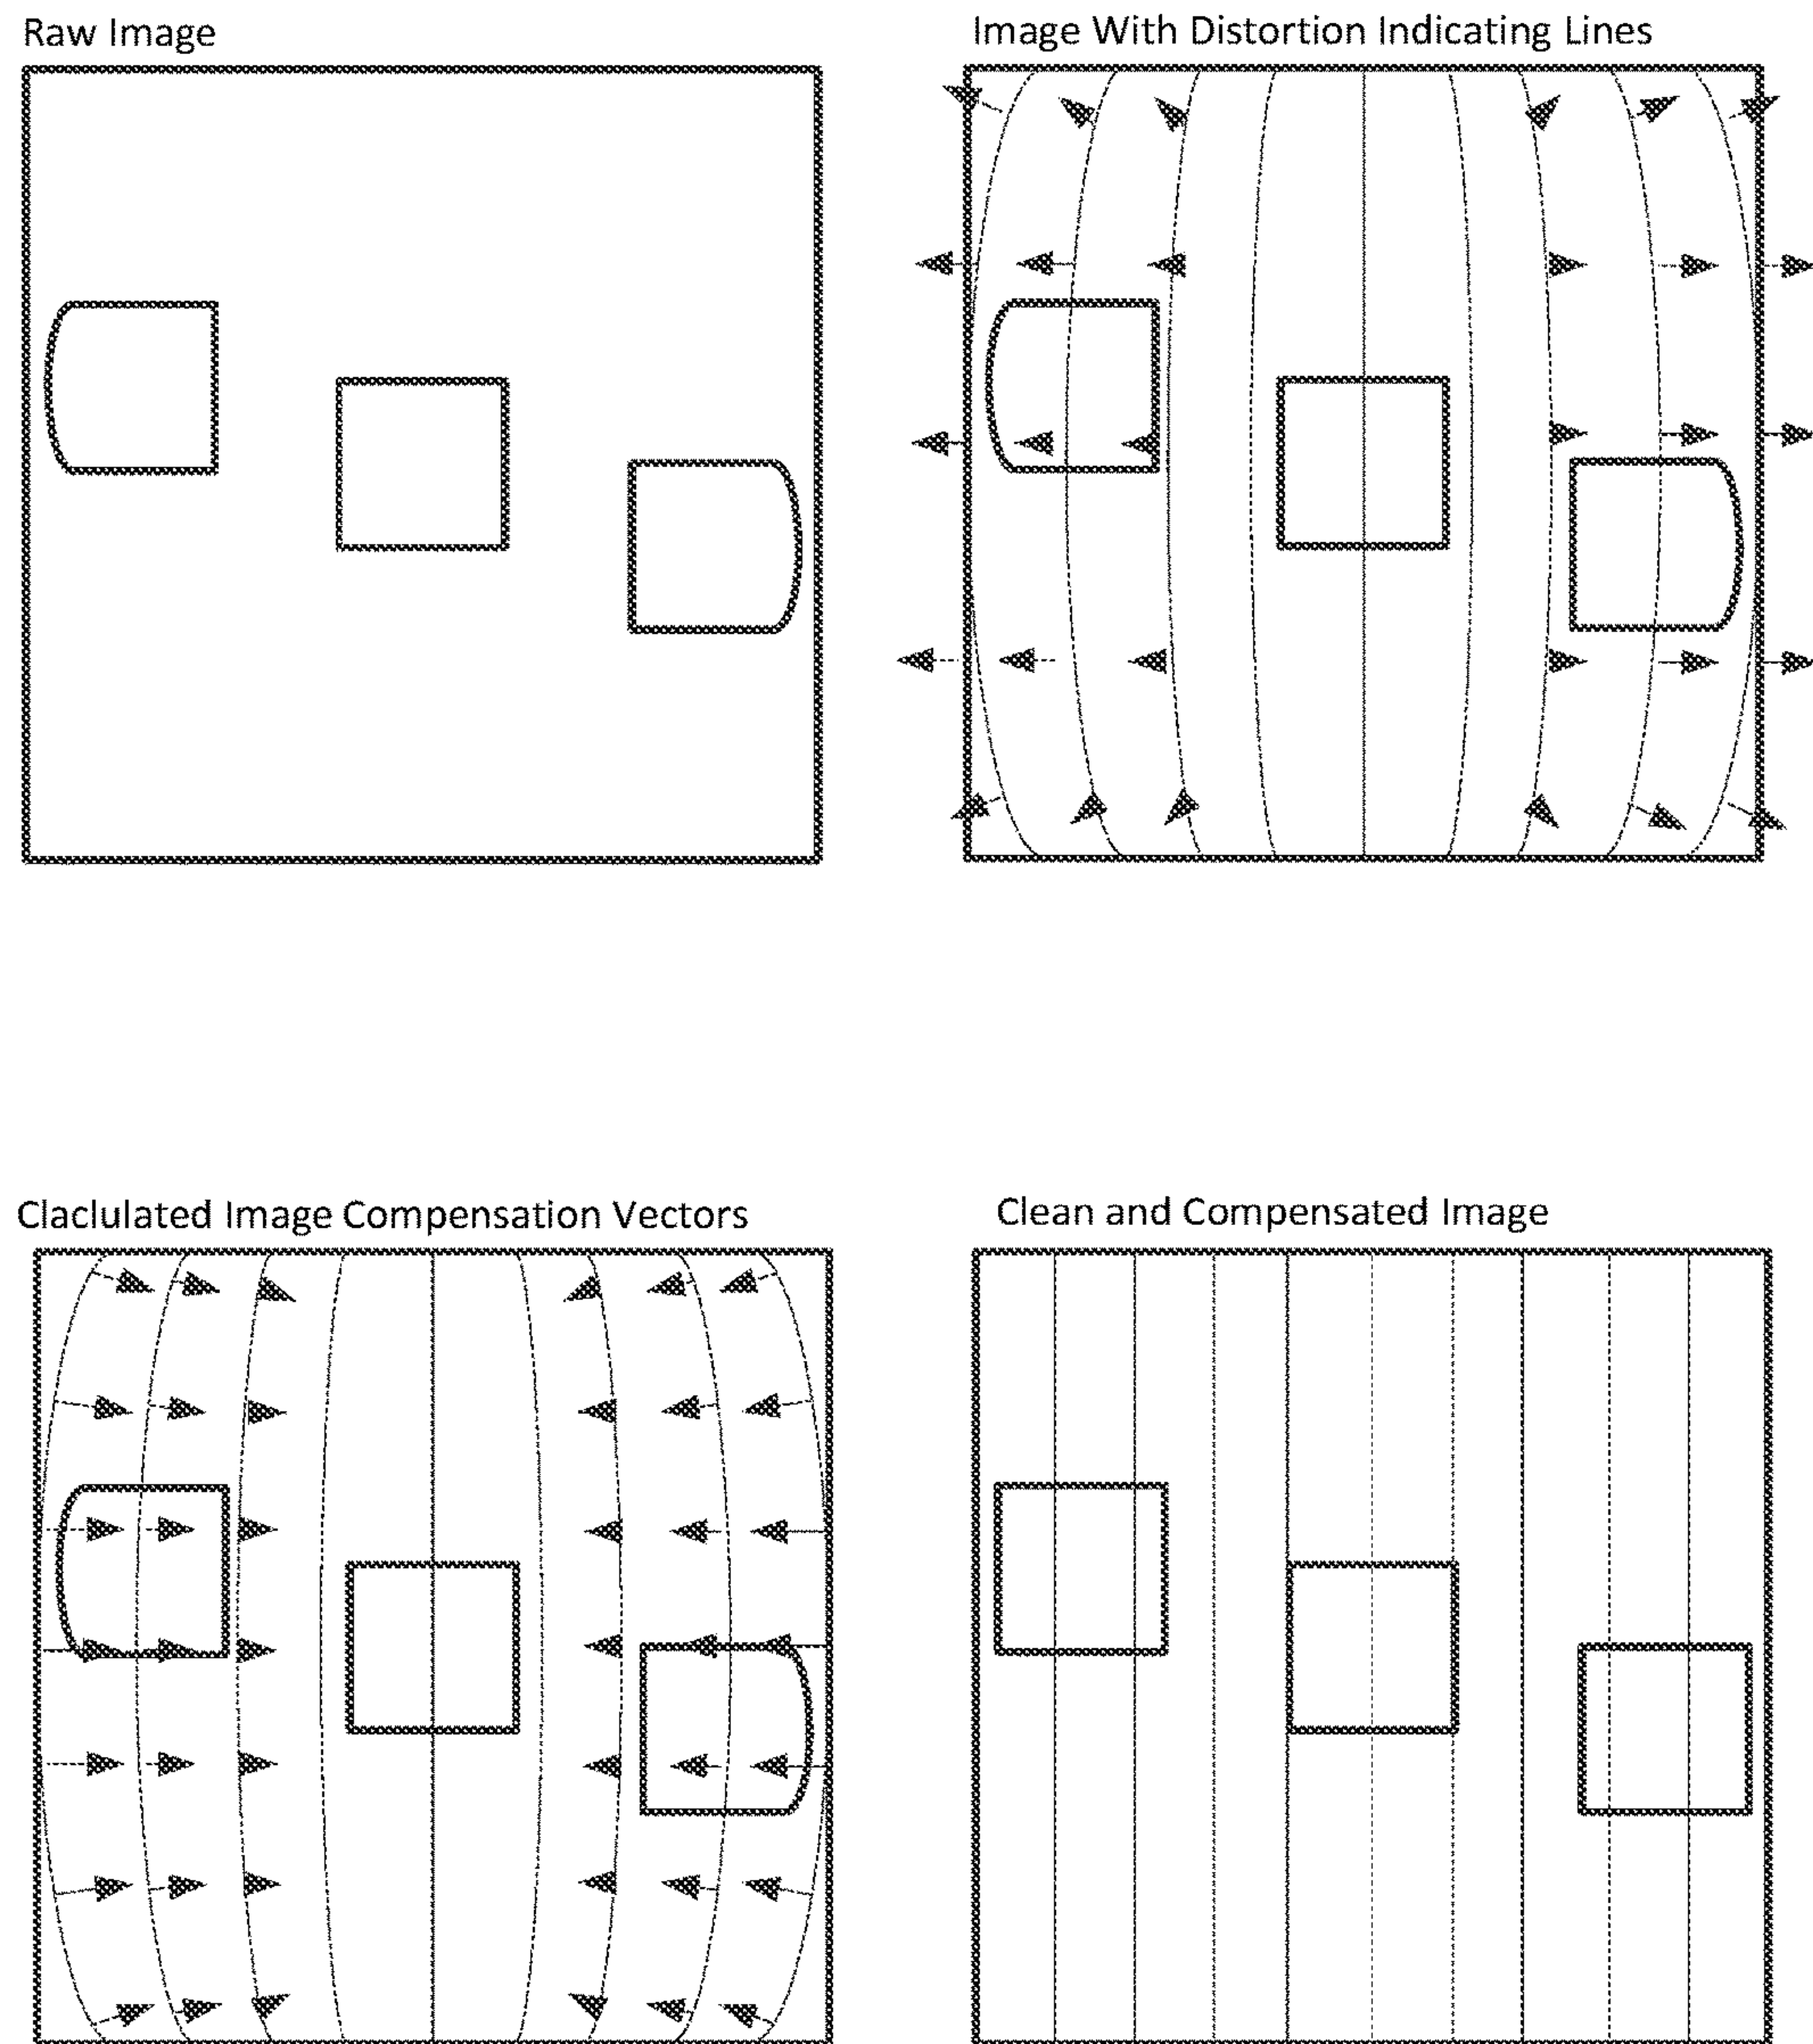 Raw Image
Image With Distortion Indicating Lines
Claclulated Image Compensation Vectors
Clean and Compensated Image